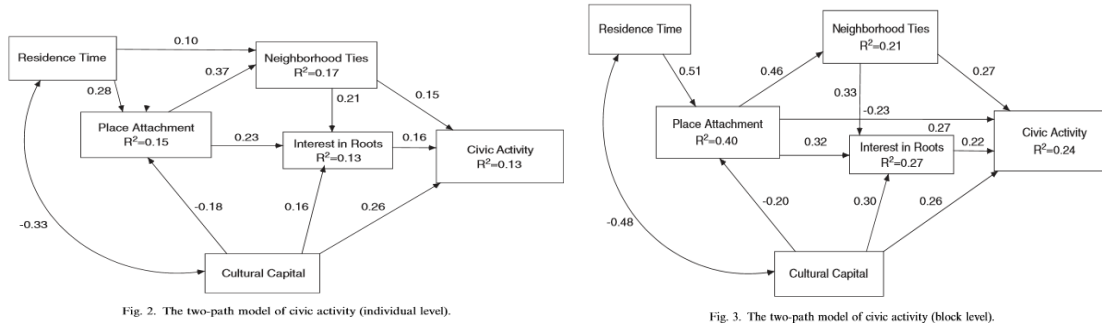 Residence Time
0.10
Neighborhood Ties
R²=0.17
0.37
0.28
0.21
0.15
Place Attachment
R²=0.15
0.23
Interest in Roots
R²=0.13
0.16
Civic Activity
R²=0.13
-0.18
0.16
0.26
-0.33
Cultural Capital
Fig. 2. The two-path model of civic activity (individual level).
Residence Time
Neighborhood Ties
R²=0.21
0.51
0.46
0.27
0.33
-0.23
Place Attachment
R²=0.40
0.27
0.32
Interest in Roots
R²=0.27
0.22
Civic Activity
R²=0.24
-0.20
0.30
0.26
-0.48
Cultural Capital
Fig. 3. The two-path model of civic activity (block level).